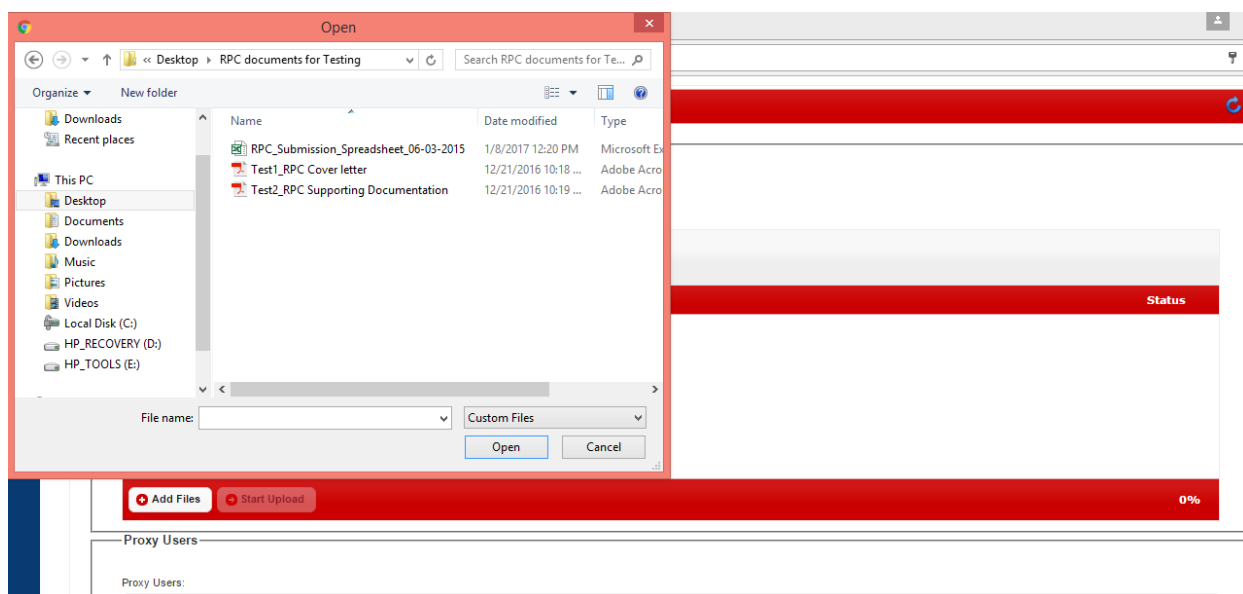 Open
« Desktop RPC documents for Testing
Search RPC documents for Te...
Organize New folder
Downloads
Recent places
This PC
Desktop
Documents
Downloads
Music
Pictures
Videos
Local Disk (C:)
HP_RECOVERY (D:)
HP_TOOLS (E:)
Name Date modified Type
RPC_Submission_Spreadsheet_06-03-2015 1/8/2017 12:20 PM Microsoft Ex
Test1_RPC Cover letter 12/21/2016 10:18 ... Adobe Acro
Test2_RPC Supporting Documentation 12/21/2016 10:19 ... Adobe Acro
File name: Custom Files
Open Cancel
Status
Add Files Start Upload 0%
Proxy Users
Proxy Users: